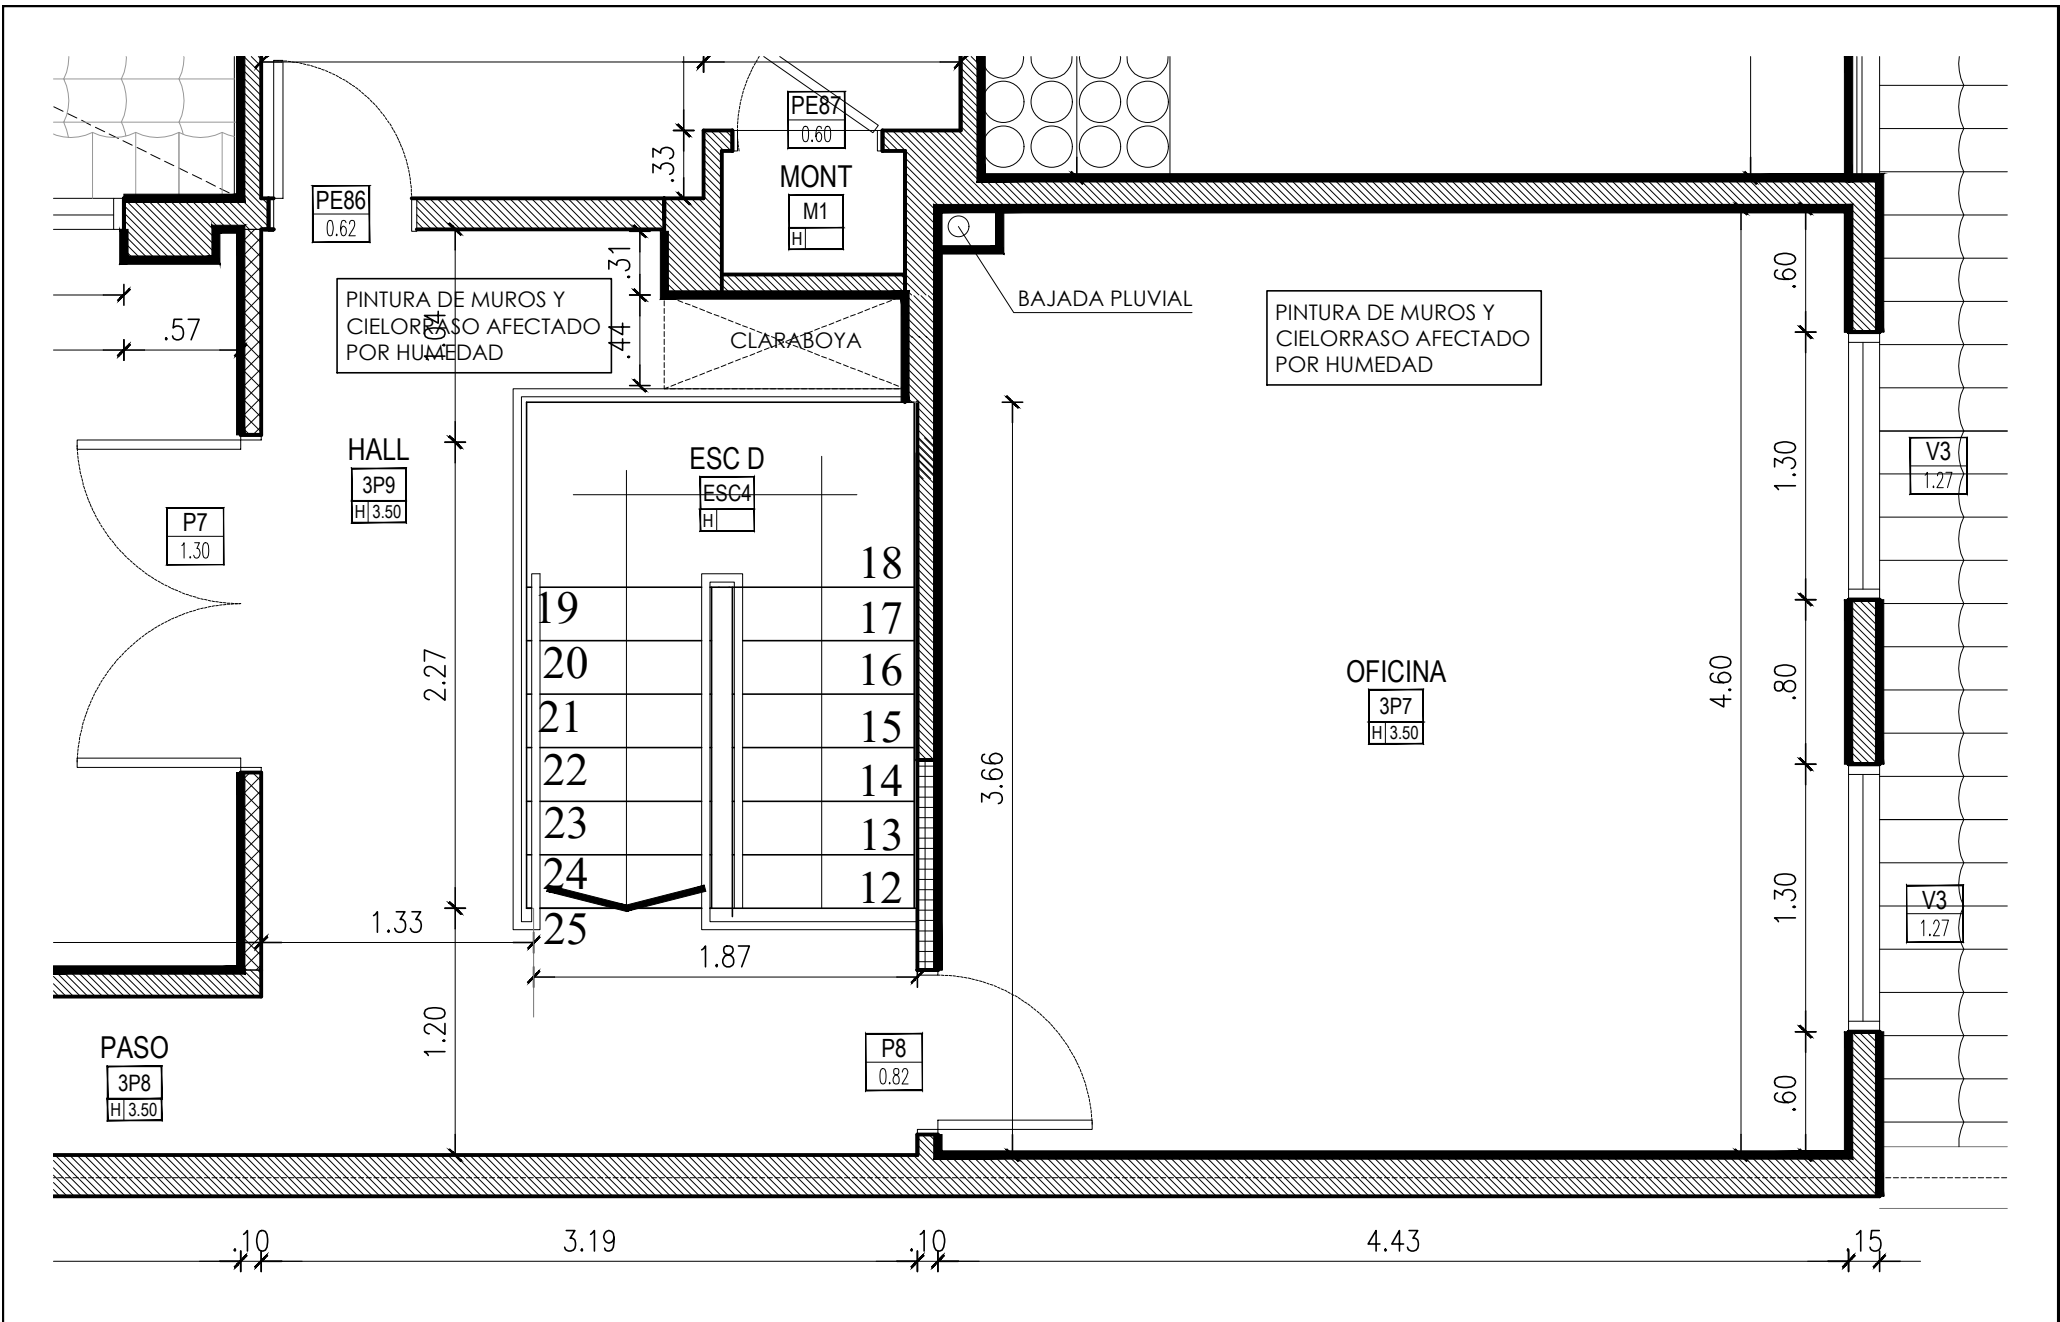 PE87
0.60
.33
MONT
M1
H
PE86
0.62
.31
.60
PINTURA DE MUROS Y
CIELORRASO AFECTADO
POR HUMEDAD
1.04
.44
CLARABOYA
BAJADA PLUVIAL
PINTURA DE MUROS Y
CIELORRASO AFECTADO
POR HUMEDAD
.57
HALL
3P9
H 3.50
ESC D
ESC4
H
1.30
V3
1.27
P7
1.30
18
19
17
20
16
21
15
22
14
23
13
24
12
25
2.27
3.66
OFICINA
3P7
H 3.50
4.60
.80
1.30
V3
1.27
1.33
1.87
1.20
PASO
3P8
H 3.50
P8
0.82
.60
.10
3.19
.10
4.43
.15